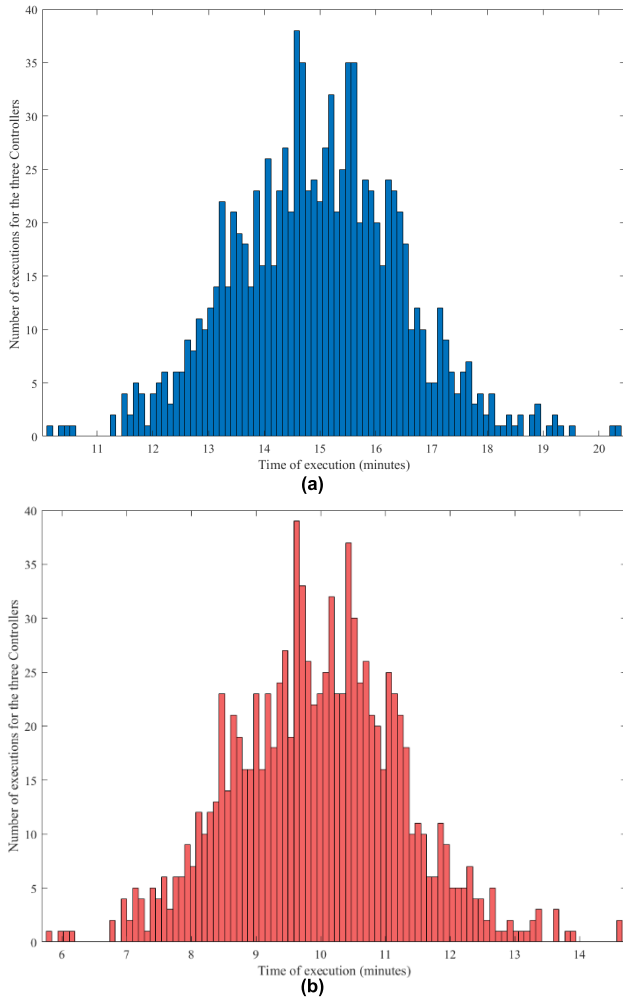 40
35
30
25
20
15
10
5
0
Number of executions for the three Controllers
11 12 13 14 15 16 17 18 19 20
Time of execution (minutes)
(a)
40
35
30
25
20
15
10
5
0
Number of executions for the three Controllers
6 7 8 9 10 11 12 13 14
Time of execution (minutes)
(b)